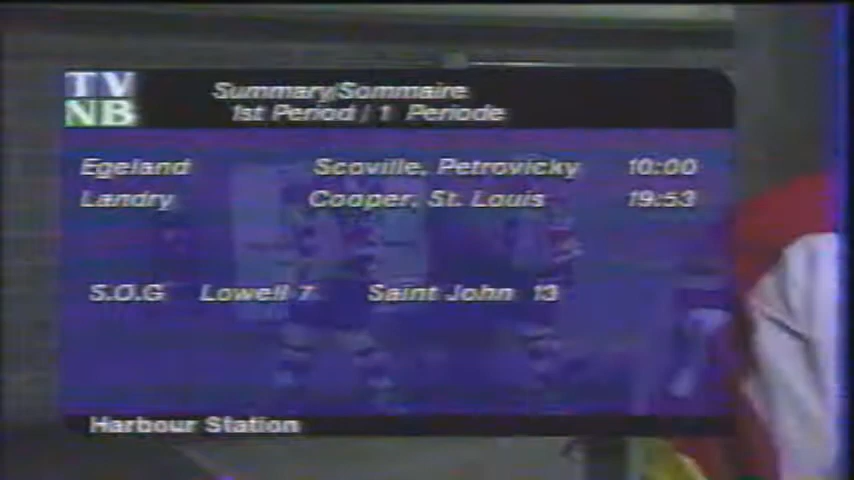 TV
NB
Summary/Sommaire
1st Period / 1 Periode
Egeland Scoville, Petrovicky 10:00
Landry Cooper, St. Louis 19:53
S.O.G Lowell 7 Saint John 13
Harbour Station